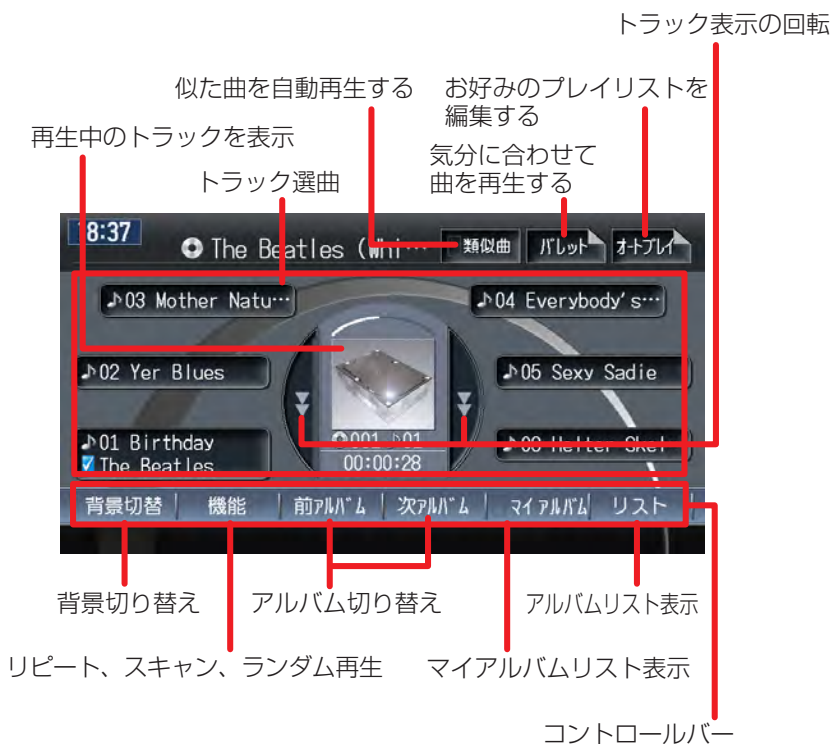 トラック表示の回転
似た曲を自動再生する
お好みのプレイリストを
編集する
再生中のトラックを表示
気分に合わせて
曲を再生する
トラック選曲
18:37
The Beatles (Whi…
類似曲
パレット
オートプレイ
♪03 Mother Natu…
♪04 Everybody's…
♪02 Yer Blues
♪05 Sexy Sadie
♪01 Birthday
The Beatles
001 ♪01
00:00:28
Helter Skel
背景切替
機能
前アルバム
次アルバム
マイアルバム
リスト
背景切り替え
アルバム切り替え
アルバムリスト表示
リピート、スキャン、ランダム再生
マイアルバムリスト表示
コントロールバー